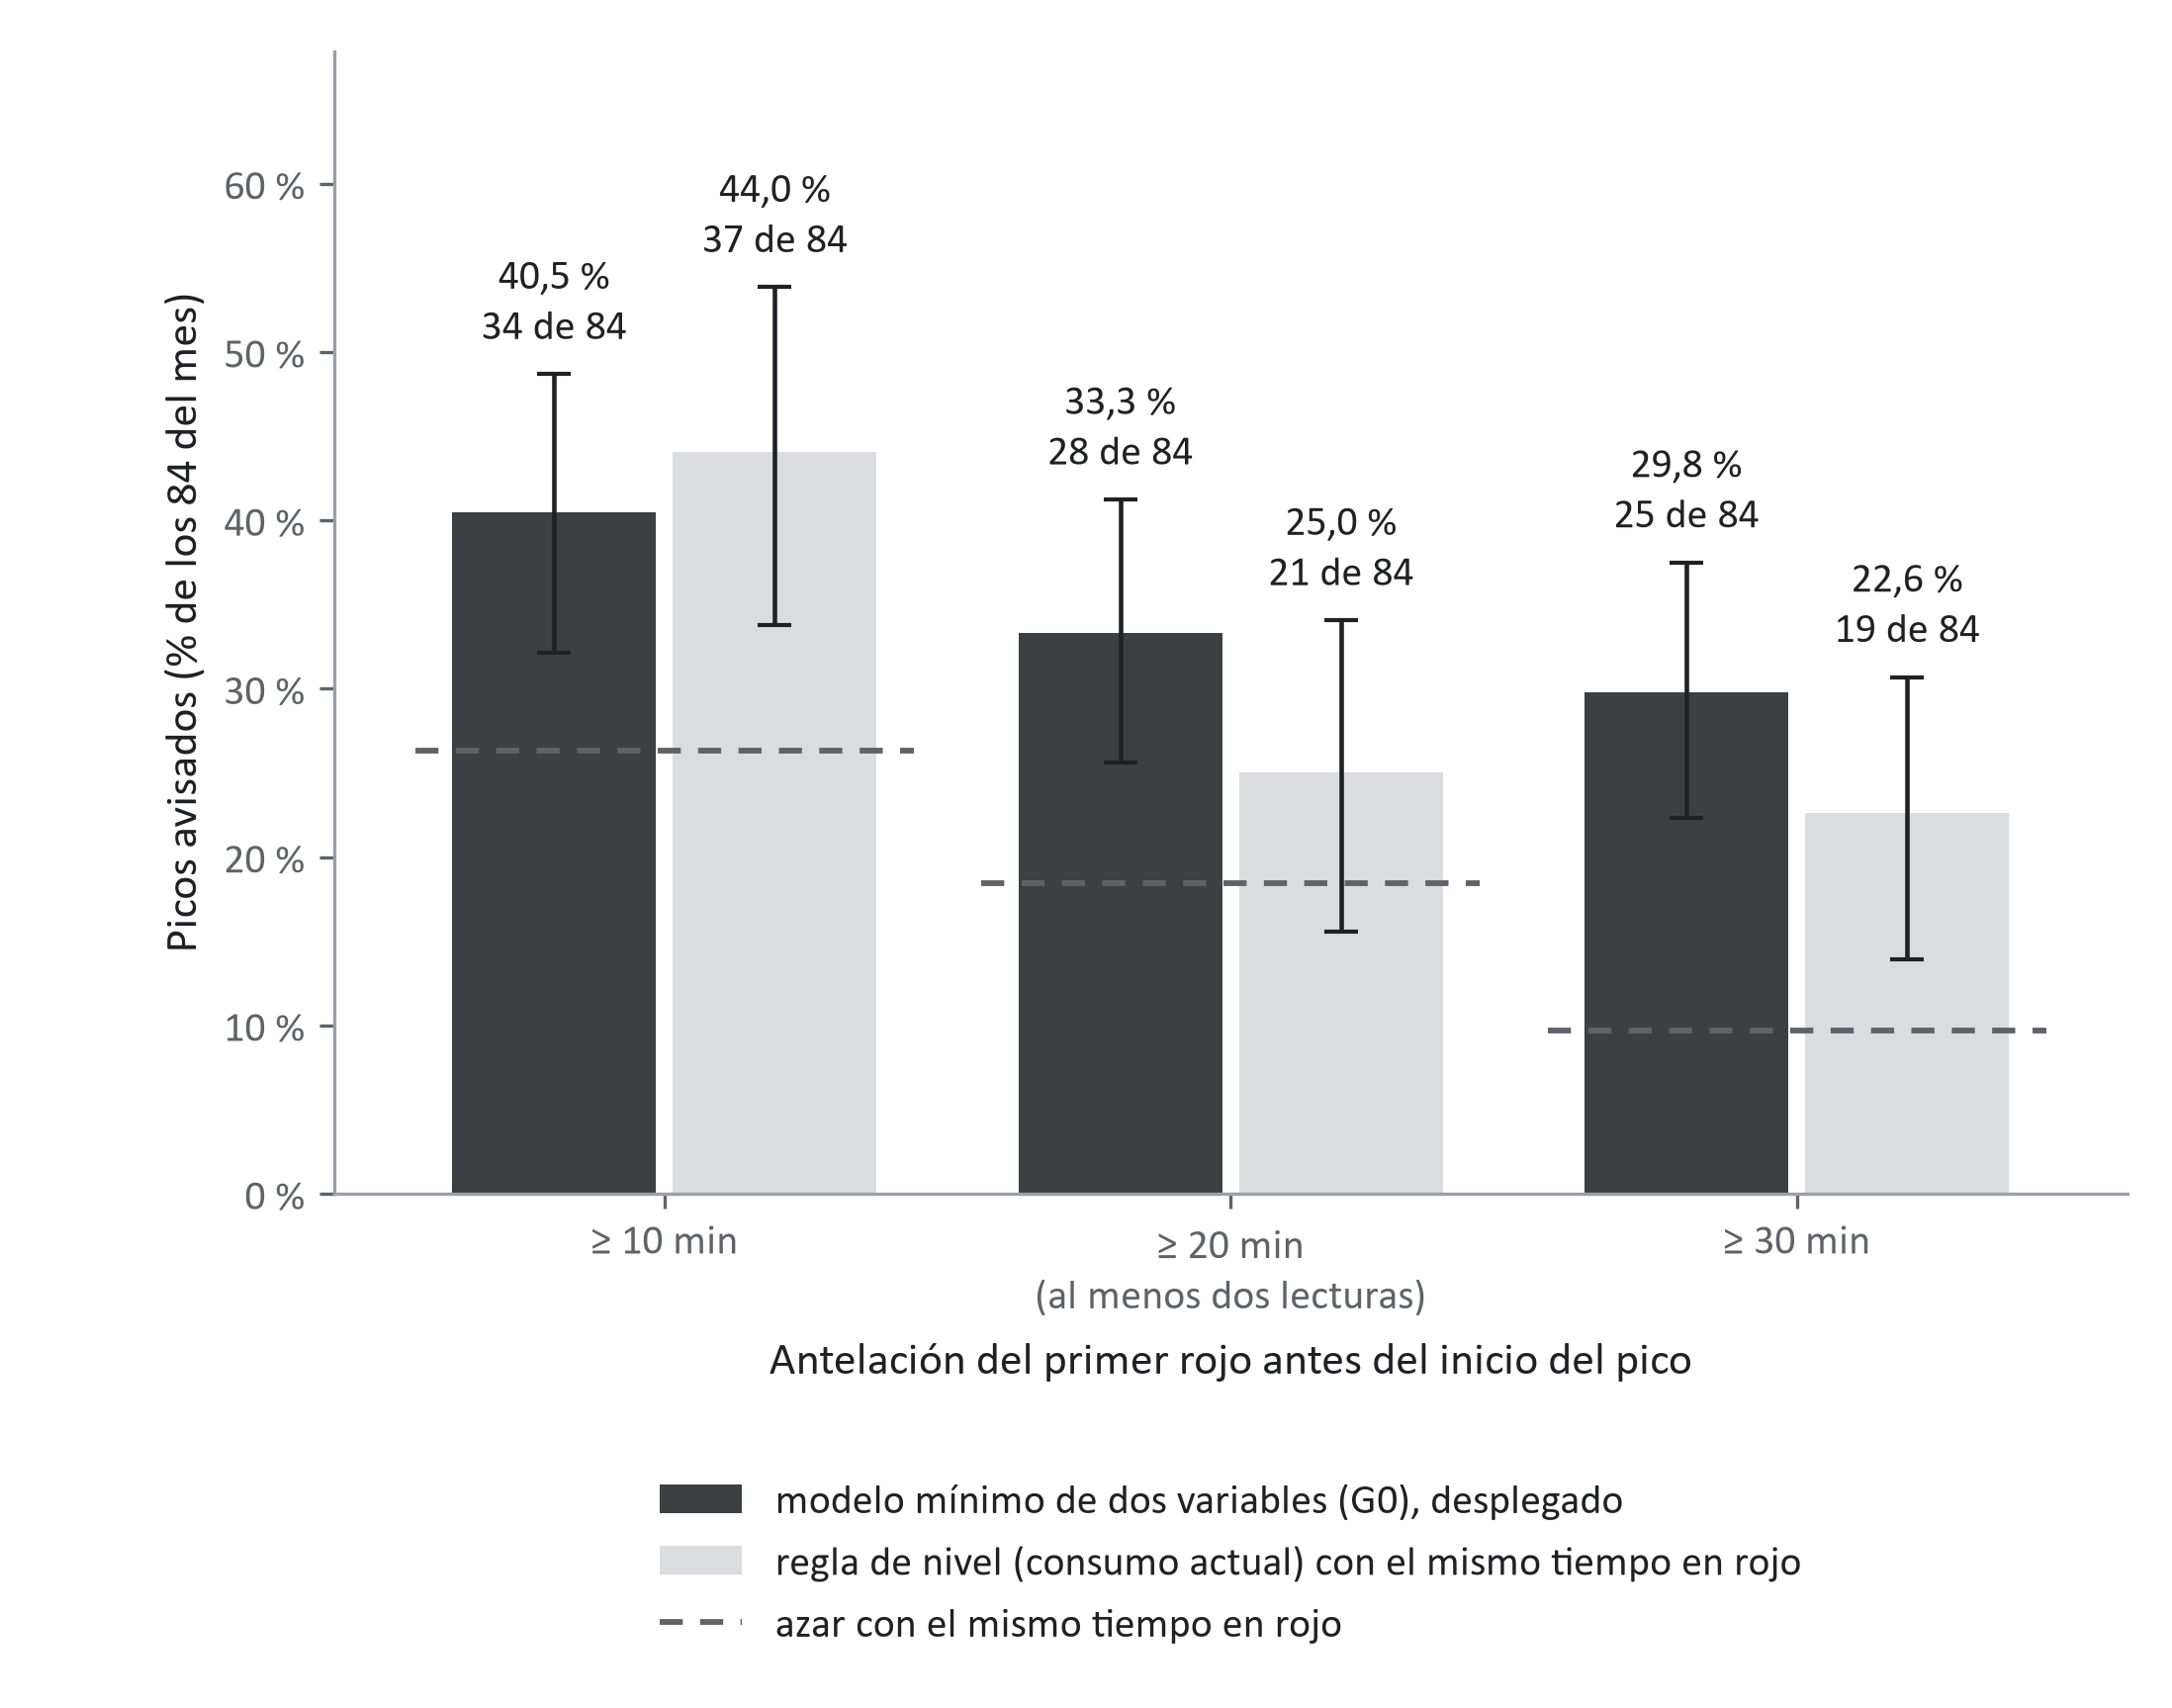 Picos avisados (% de los 84 del mes)
60 %
50 %
40 %
30 %
20 %
10 %
0 %
40,5 %
34 de 84
44,0 %
37 de 84
33,3 %
28 de 84
25,0 %
21 de 84
29,8 %
25 de 84
22,6 %
19 de 84
≥ 10 min
≥ 20 min
(al menos dos lecturas)
≥ 30 min
Antelación del primer rojo antes del inicio del pico
modelo mínimo de dos variables (G0), desplegado
regla de nivel (consumo actual) con el mismo tiempo en rojo
azar con el mismo tiempo en rojo